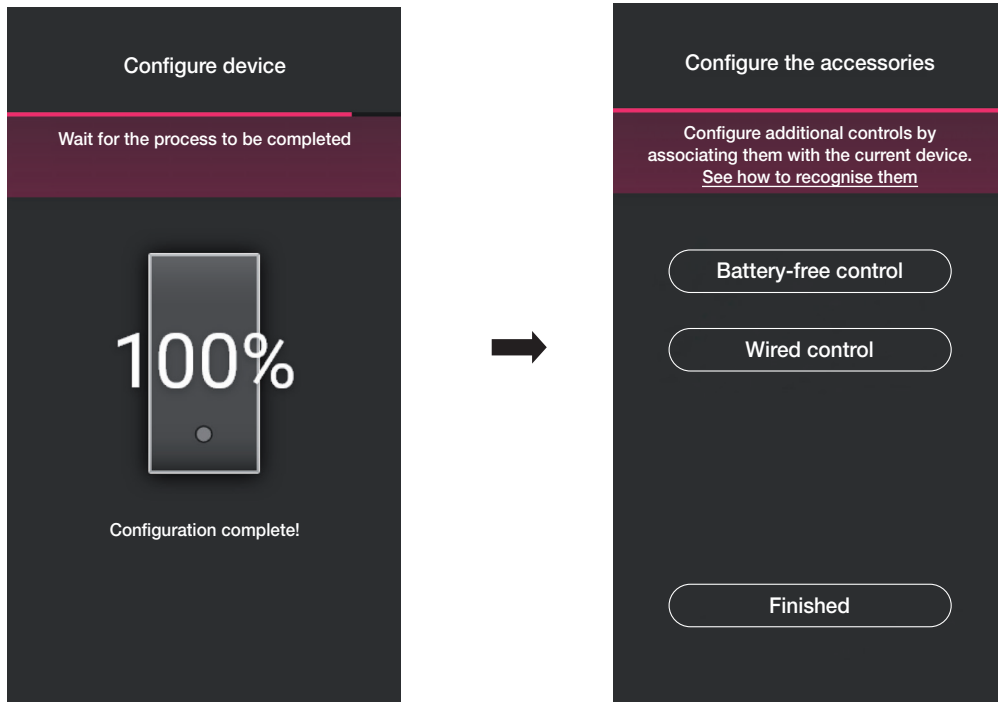 Configure device
Wait for the process to be completed
100%
Configuration complete!
Configure the accessories
Configure additional controls by
associating them with the current device.
See how to recognise them
Battery-free control
Wired control
Finished